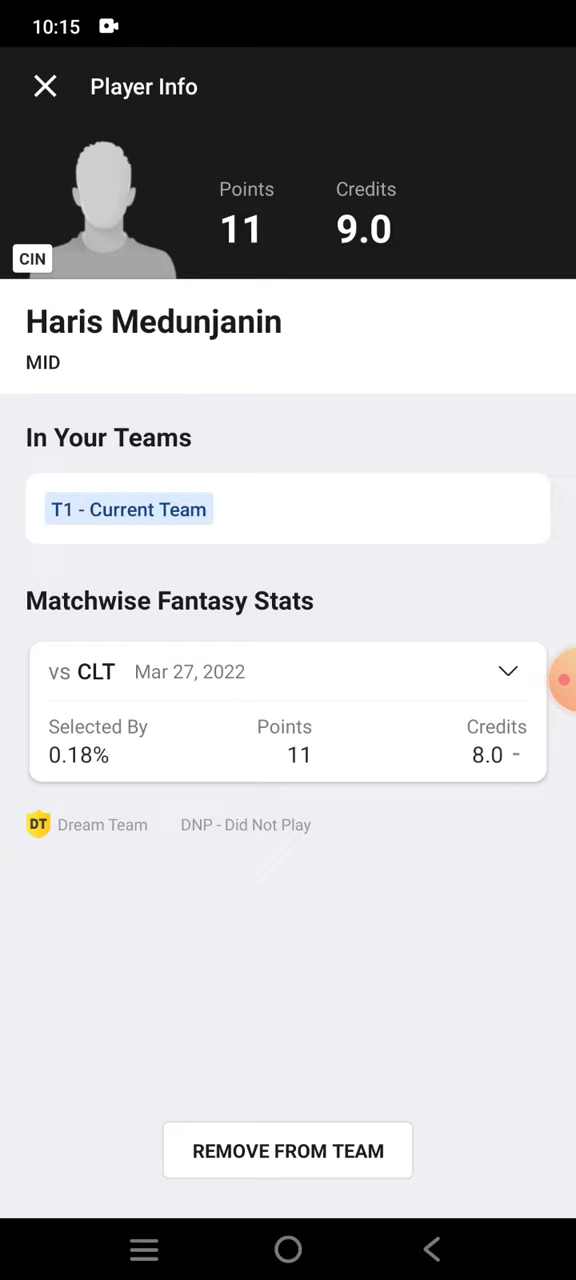 10:15
Player Info
Points Credits
11 9.0
CIN
Haris Medunjanin
MID
In Your Teams
T1 - Current Team
Matchwise Fantasy Stats
vs CLT Mar 27, 2022
Selected By Points Credits
0.18% 11 8.0 -
DT Dream Team DNP - Did Not Play
REMOVE FROM TEAM